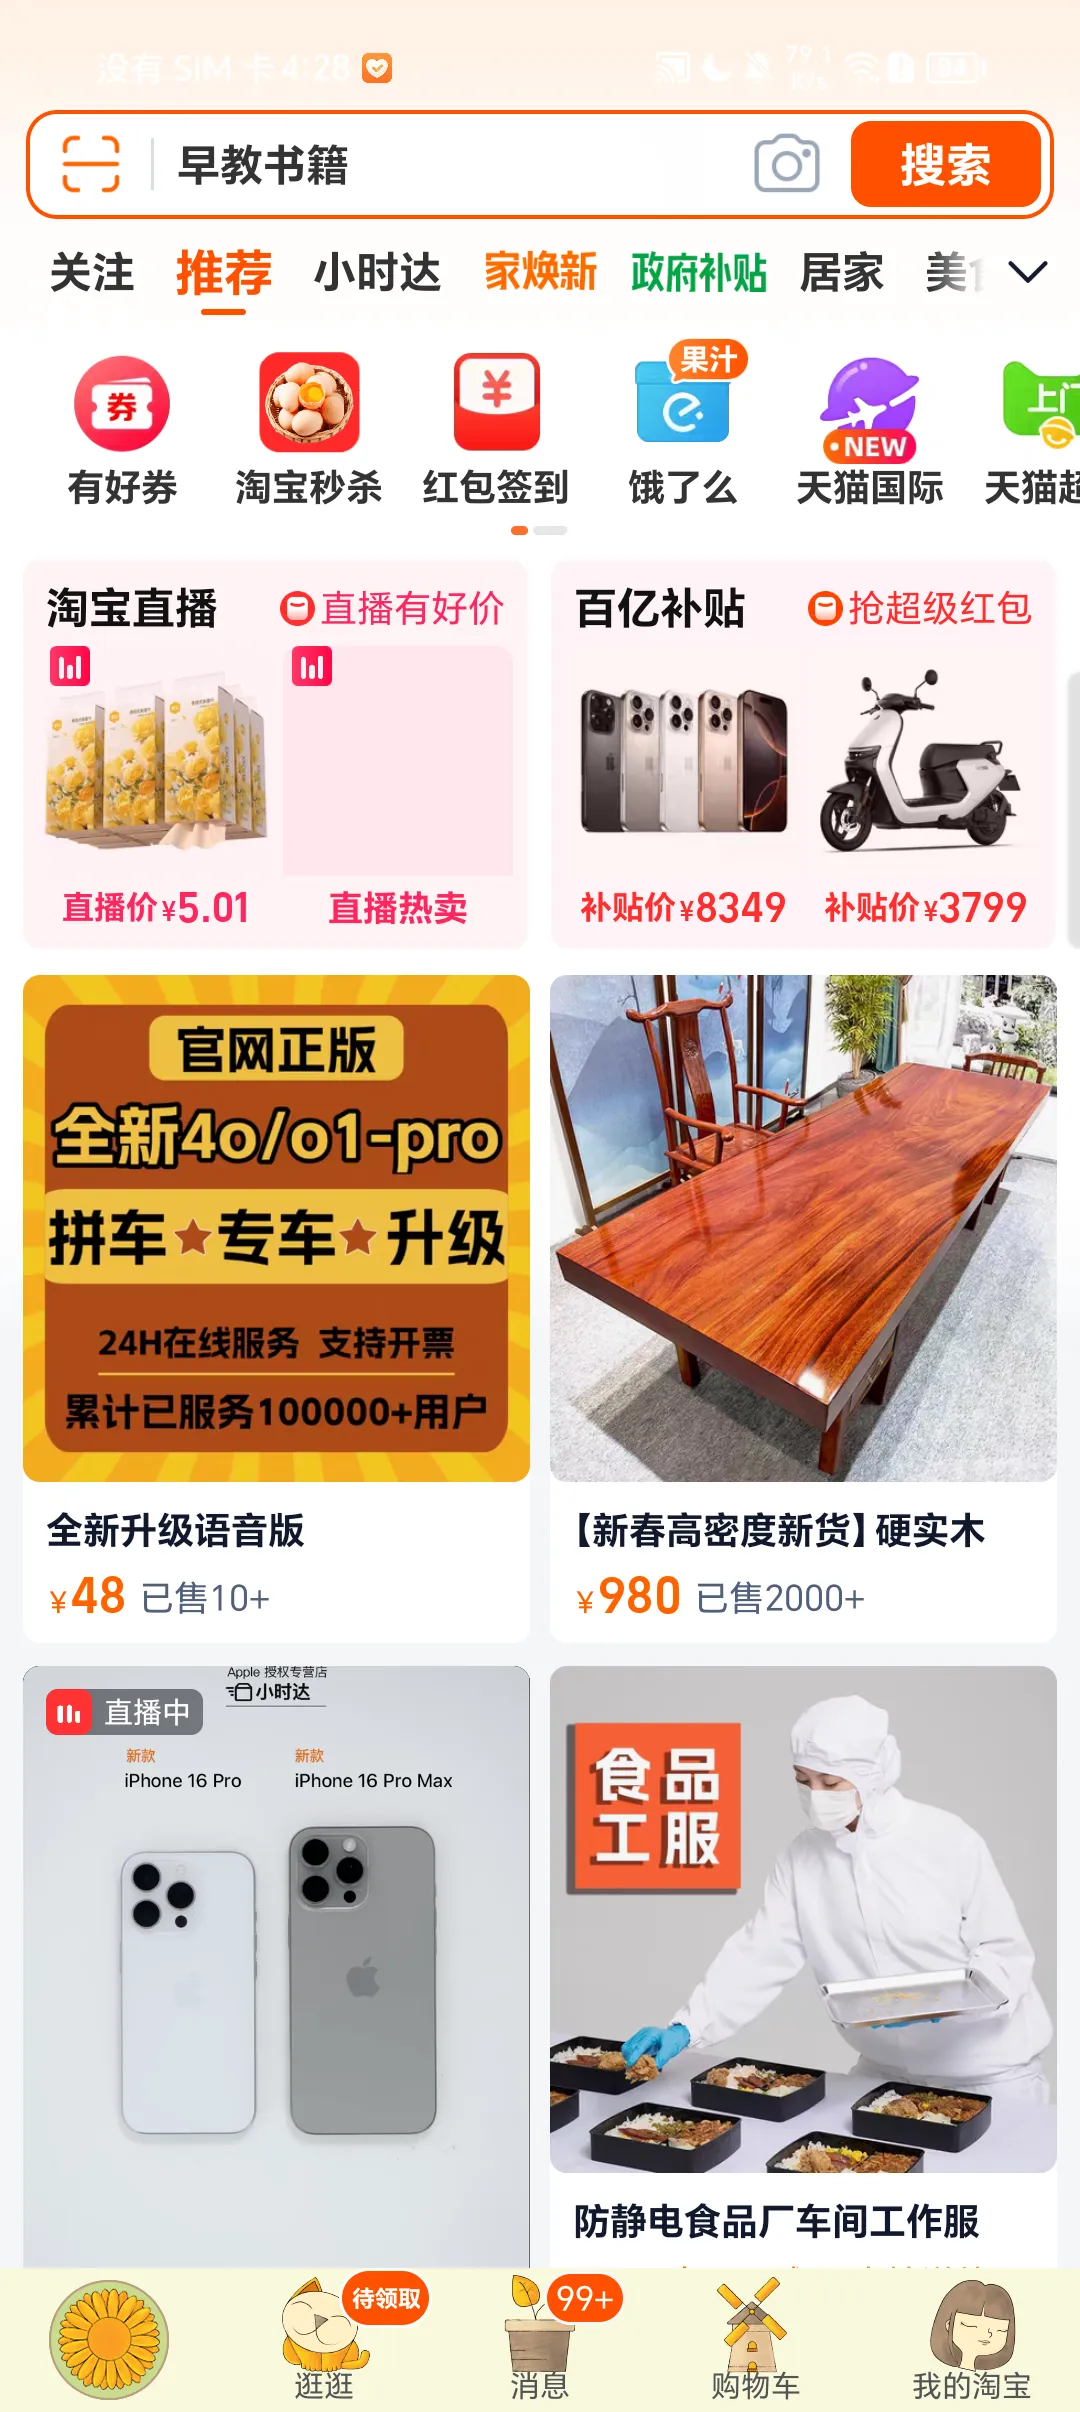 没有 SIM 卡 4:28
79.1
K/s
84
早教书籍
搜索
关注 推荐 小时达 家焕新 政府补贴 居家 美食
券
¥
果汁
NEW
上门
有好券 淘宝秒杀 红包签到 饿了么 天猫国际 天猫超
淘宝直播 直播有好价
百亿补贴 抢超级红包
直播价¥5.01 直播热卖
补贴价¥8349 补贴价¥3799
官网正版
全新4o/o1-pro
拼车★专车★升级
24H在线服务 支持开票
累计已服务100000+用户
全新升级语音版
¥48 已售10+
【新春高密度新货】硬实木
¥980 已售2000+
Apple 授权专营店
小时达
直播中
新款 新款
iPhone 16 Pro iPhone 16 Pro Max
食品
工服
防静电食品厂车间工作服
待领取
99+
逛逛 消息 购物车 我的淘宝